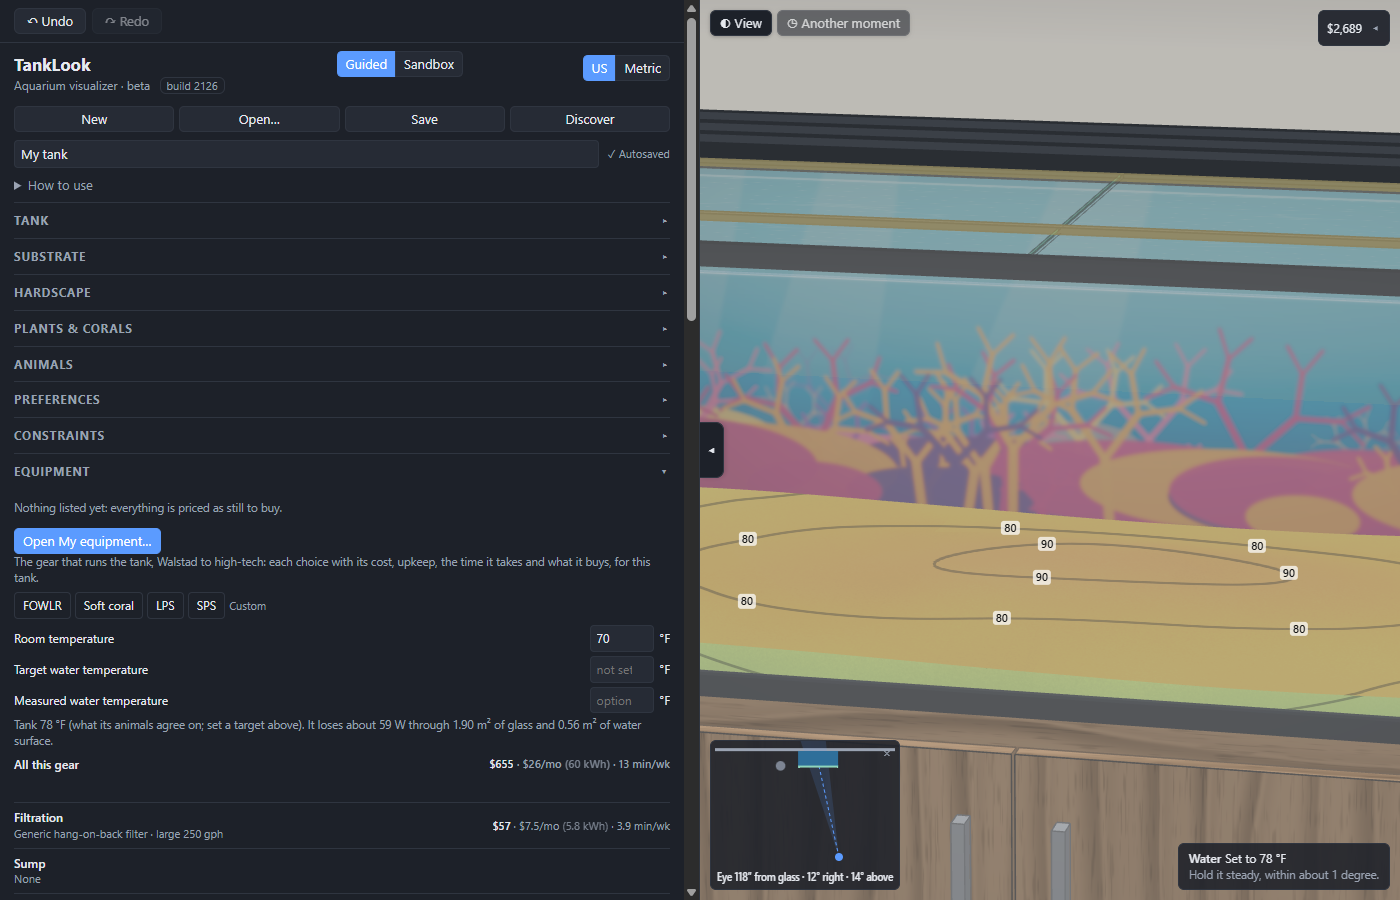 ↶ Undo
↷ Redo
TankLook
Aquarium visualizer · beta
build 2126
Guided
Sandbox
US
Metric
New
Open...
Save
Discover
My tank
✓ Autosaved
▶ How to use
TANK
SUBSTRATE
HARDSCAPE
PLANTS & CORALS
ANIMALS
PREFERENCES
CONSTRAINTS
EQUIPMENT
Nothing listed yet: everything is priced as still to buy.
Open My equipment...
The gear that runs the tank, Walstad to high-tech: each choice with its cost, upkeep, the time it takes and what it buys, for this
tank.
FOWLR
Soft coral
LPS
SPS
Custom
Room temperature
70 °F
Target water temperature
not set °F
Measured water temperature
option °F
Tank 78 °F (what its animals agree on; set a target above). It loses about 59 W through 1.90 m² of glass and 0.56 m² of water
surface.
All this gear
$655 · $26/mo (60 kWh) · 13 min/wk
Filtration
Generic hang-on-back filter · large 250 gph
$57 · $7.5/mo (5.8 kWh) · 3.9 min/wk
Sump
None
View
Another moment
$2,689
80
80
90
80
90
90
80
80
80
Eye 118" from glass · 12° right · 14° above
Water Set to 78 °F
Hold it steady, within about 1 degree.